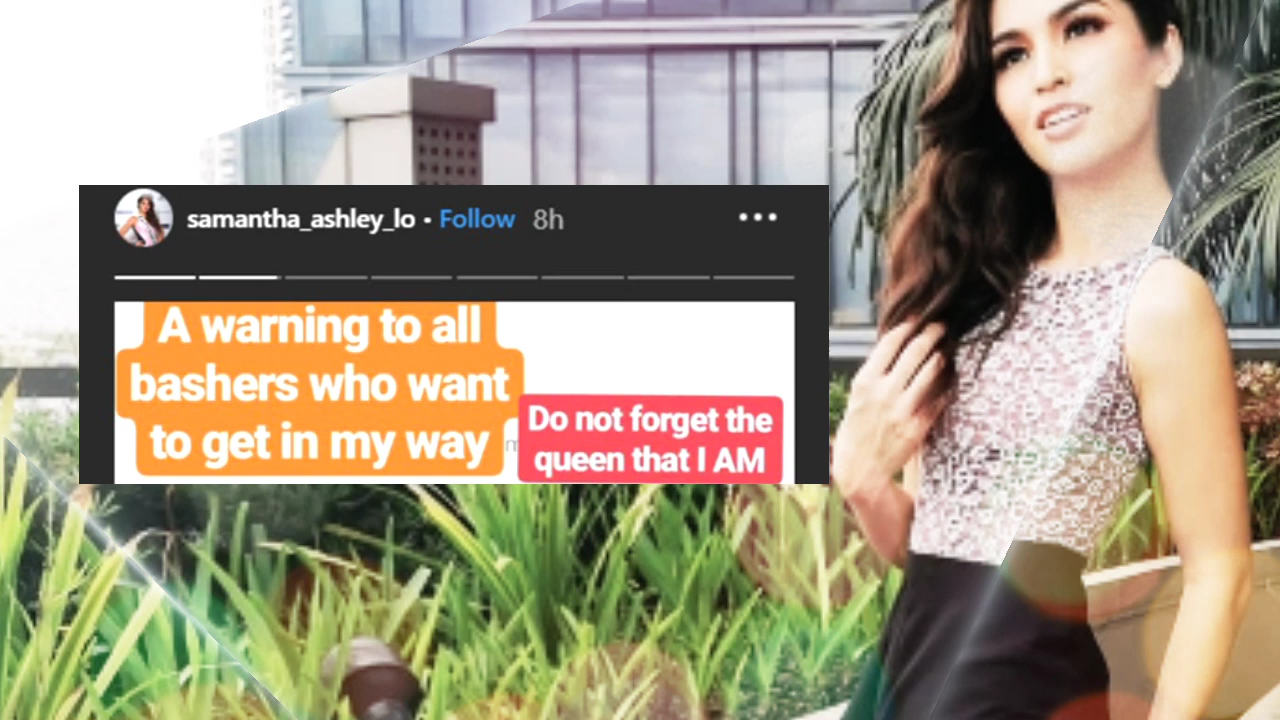 samantha_ashley_lo • Follow 8h
A warning to all
bashers who want
to get in my way
Do not forget the
queen that I AM